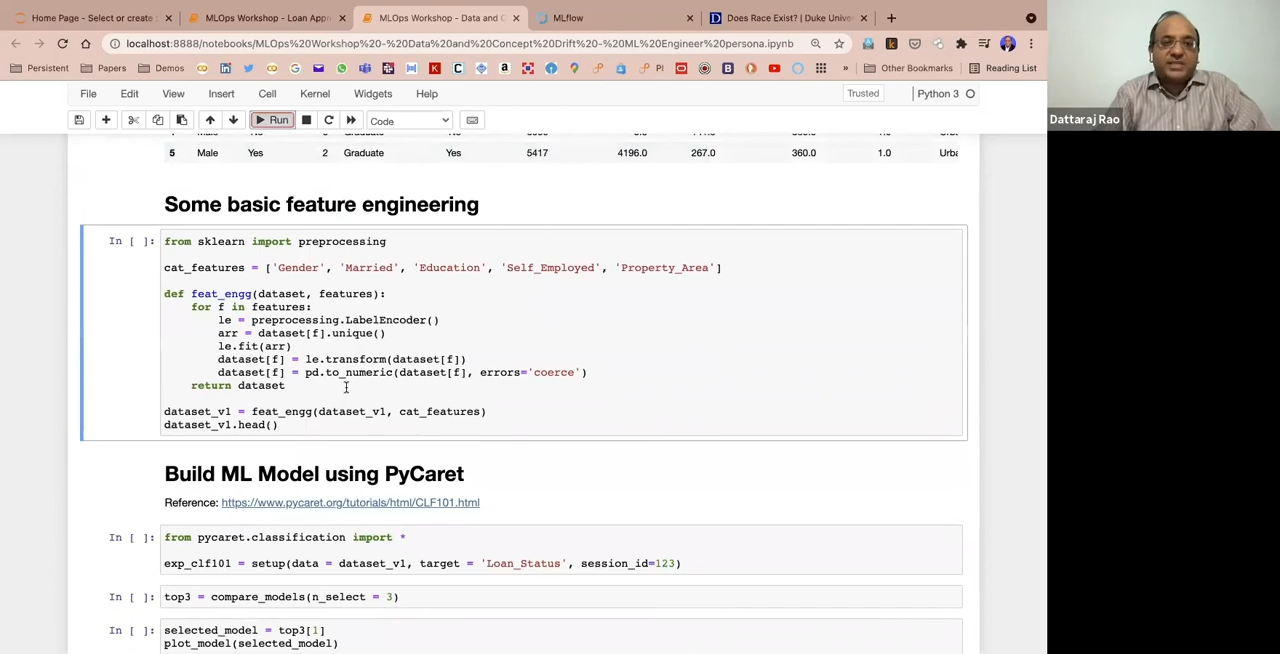 Home Page - Select or create
MLOps Workshop - Loan Appr
MLOps Workshop - Data and C
MLflow
Does Race Exist? | Duke Univer
localhost:8888/notebooks/MLOps%20Workshop%20-%20Data%20and%20Concept%20Drift%20-%20ML%20Engineer%20persona.ipynb
Persistent
Papers
Demos
PI
Other Bookmarks
Reading List
File Edit View Insert Cell Kernel Widgets Help
Trusted
Python 3
Run
Code
5 Male Yes 2 Graduate Yes 5417 4196.0 267.0 360.0 1.0 Urba
Some basic feature engineering
In [ ]: from sklearn import preprocessing
cat_features = ['Gender', 'Married', 'Education', 'Self_Employed', 'Property_Area']
def feat_engg(dataset, features):
for f in features:
le = preprocessing.LabelEncoder()
arr = dataset[f].unique()
le.fit(arr)
dataset[f] = le.transform(dataset[f])
dataset[f] = pd.to_numeric(dataset[f], errors='coerce')
return dataset
dataset_v1 = feat_engg(dataset_v1, cat_features)
dataset_v1.head()
Build ML Model using PyCaret
Reference: https://www.pycaret.org/tutorials/html/CLF101.html
In [ ]: from pycaret.classification import *
exp_clf101 = setup(data = dataset_v1, target = 'Loan_Status', session_id=123)
In [ ]: top3 = compare_models(n_select = 3)
In [ ]: selected_model = top3[1]
plot_model(selected_model)
Dattaraj Rao